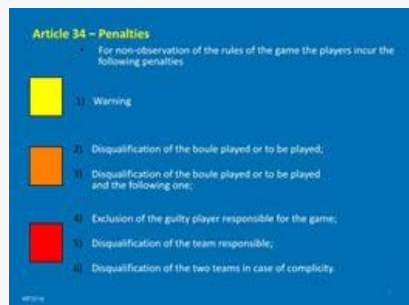 Article 34 – Penalties
• For non-observation of the rules of the game the players incur the
following penalties
1) Warning
2) Disqualification of the boule played or to be played;
3) Disqualification of the boule played or to be played
and the following one;
4) Exclusion of the guilty player responsible for the game;
5) Disqualification of the team responsible;
6) Disqualification of the two teams in case of complicity.